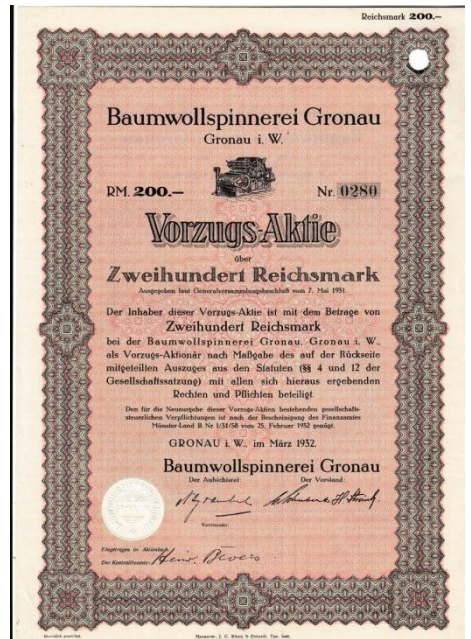 Reichsmark 200.–
Baumwollspinnerei Gronau
Gronau i. W.
RM. 200.– Nr. 0280
Vorzugs-Aktie
über
Zweihundert Reichsmark
Ausgegeben laut Generalversammlungsbeschluß vom 7. Mai 1931.
Der Inhaber dieser Vorzugs-Aktie ist mit dem Betrage von
Zweihundert Reichsmark
bei der Baumwollspinnerei Gronau, Gronau i. W.,
als Vorzugs-Aktionär nach Maßgabe des auf der Rückseite
mitgeteilten Auszuges aus den Statuten (§§ 4 und 12 der
Gesellschaftssatzung) mit allen sich hieraus ergebenden
Rechten und Pflichten beteiligt.
Den für die Neuausgabe dieser Vorzugs-Aktien bestehenden gesellschafts-
steuerlichen Verpflichtungen ist nach der Bescheinigung des Finanzamtes
Münster-Land B. Nr. 1/31/58 vom 25. Februar 1932 genügt.
GRONAU i. W., im März 1932.
Baumwollspinnerei Gronau
Der Aufsichtsrat: Der Vorstand:
Vorsitzender.
Eingetragen im Aktienbuch
Der Kontrollbeamte: